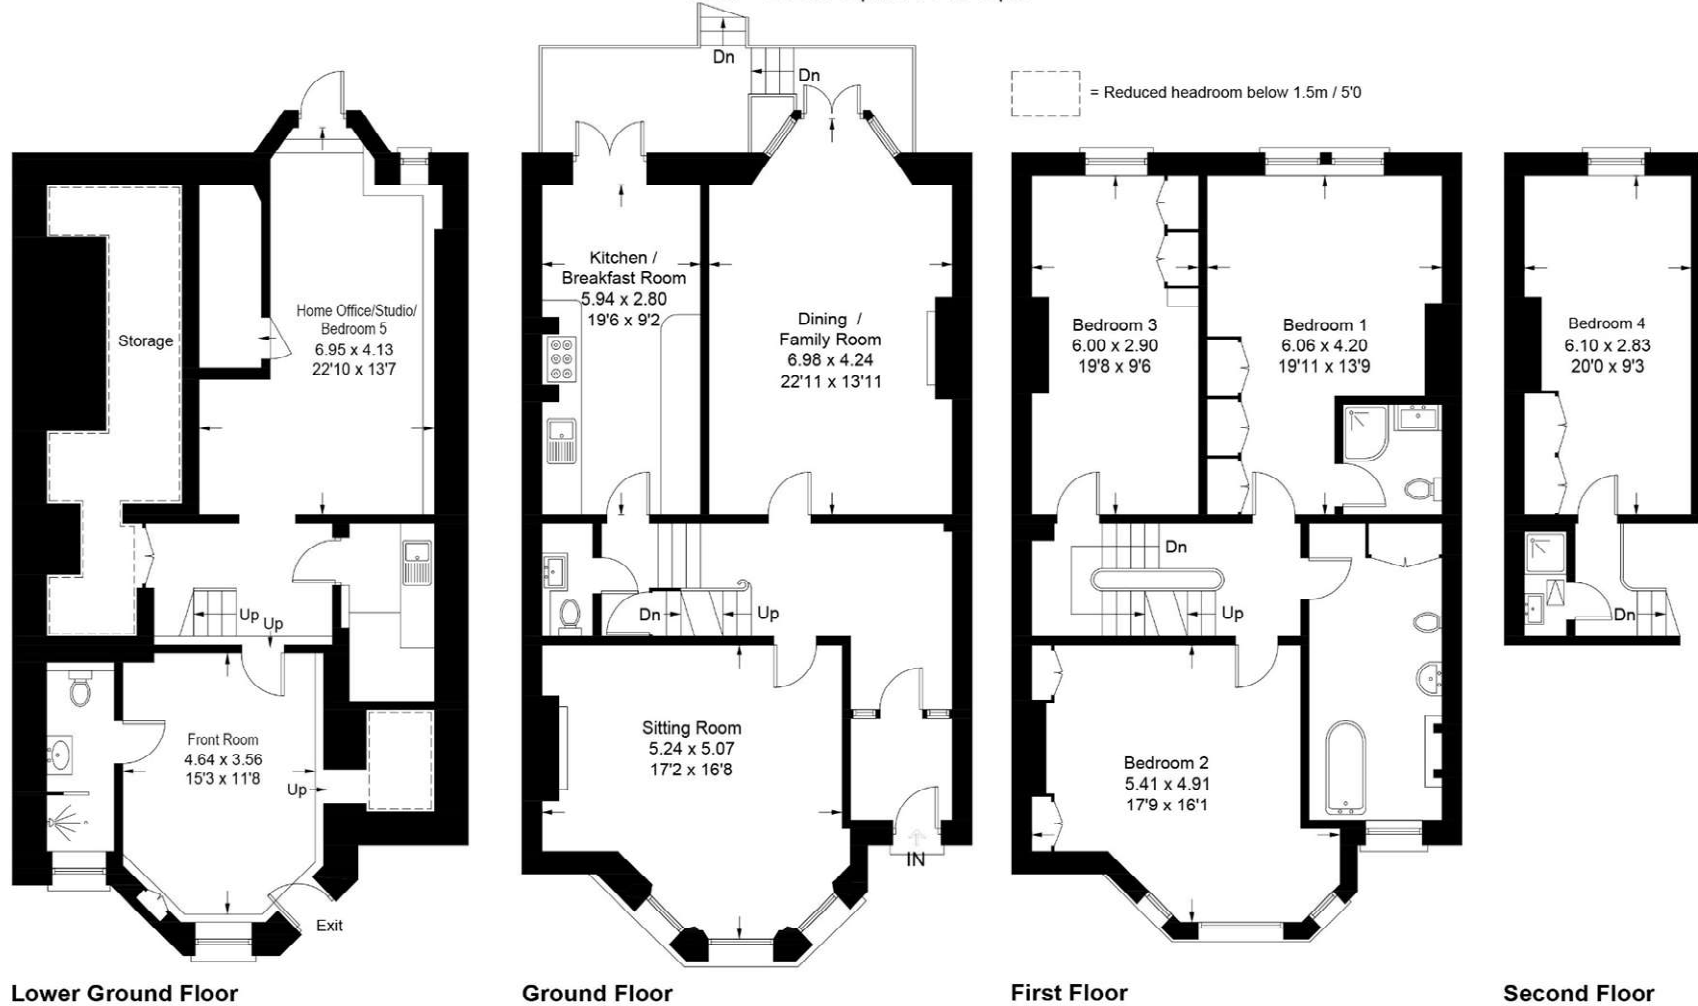 = Reduced headroom below 1.5m / 5'0
Storage
Home Office/Studio/
Bedroom 5
6.95 x 4.13
22'10 x 13'7
Up
Up
Front Room
4.64 x 3.56
15'3 x 11'8
Up
Exit
Lower Ground Floor
Dn
Dn
Kitchen /
Breakfast Room
5.94 x 2.80
19'6 x 9'2
Dining /
Family Room
6.98 x 4.24
22'11 x 13'11
Dn
Up
Sitting Room
5.24 x 5.07
17'2 x 16'8
IN
Ground Floor
Bedroom 3
6.00 x 2.90
19'8 x 9'6
Bedroom 1
6.06 x 4.20
19'11 x 13'9
Dn
Up
Bedroom 2
5.41 x 4.91
17'9 x 16'1
First Floor
Bedroom 4
6.10 x 2.83
20'0 x 9'3
Dn
Second Floor